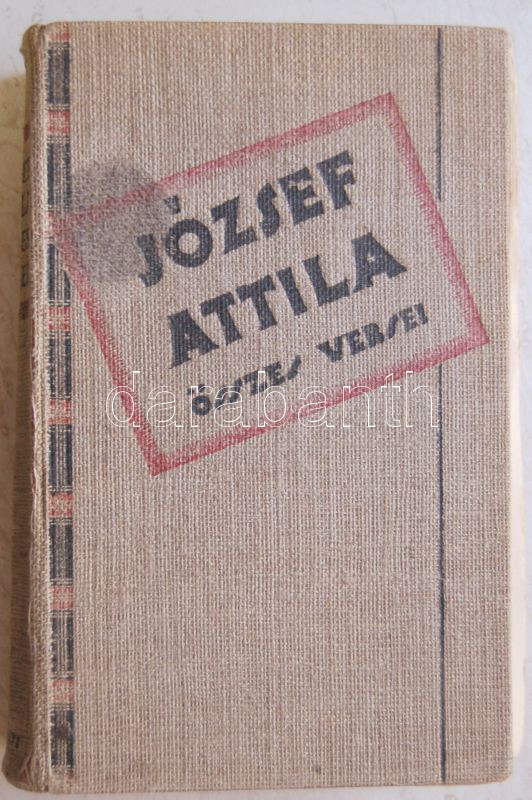 JÓZSEF
ATTILA
ÖSSZES VERSEI
darabanth